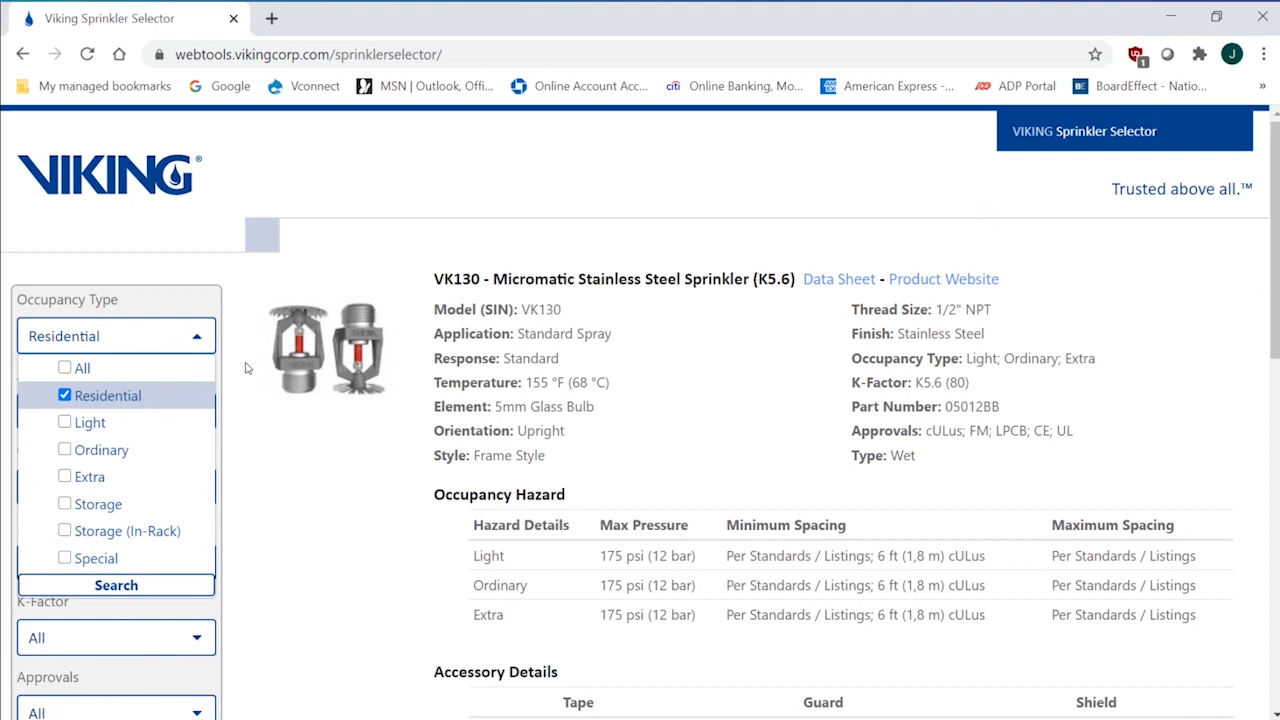 Viking Sprinkler Selector
webtools.vikingcorp.com/sprinklerselector/
1
J
My managed bookmarks
Google
Vconnect
MSN | Outlook, Offi...
Online Account Acc...
citi Online Banking, Mo...
AM EX American Express -...
ADP Portal
BE BoardEffect - Natio...
»
VIKING Sprinkler Selector
VIKING®
Trusted above all.™
Occupancy Type
Residential
All
Residential
Light
Ordinary
Extra
Storage
Storage (In-Rack)
Special
Search
K-Factor
All
Approvals
All
VK130 - Micromatic Stainless Steel Sprinkler (K5.6) Data Sheet - Product Website
Model (SIN): VK130
Application: Standard Spray
Response: Standard
Temperature: 155 °F (68 °C)
Element: 5mm Glass Bulb
Orientation: Upright
Style: Frame Style
Thread Size: 1/2" NPT
Finish: Stainless Steel
Occupancy Type: Light; Ordinary; Extra
K-Factor: K5.6 (80)
Part Number: 05012BB
Approvals: cULus; FM; LPCB; CE; UL
Type: Wet
Occupancy Hazard
Hazard Details Max Pressure Minimum Spacing Maximum Spacing
Light 175 psi (12 bar) Per Standards / Listings; 6 ft (1,8 m) cULus Per Standards / Listings
Ordinary 175 psi (12 bar) Per Standards / Listings; 6 ft (1,8 m) cULus Per Standards / Listings
Extra 175 psi (12 bar) Per Standards / Listings; 6 ft (1,8 m) cULus Per Standards / Listings
Accessory Details
Tape Guard Shield